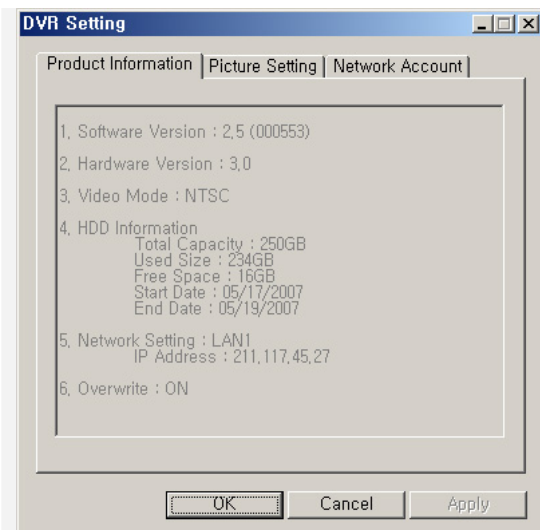 DVR Setting
Product Information Picture Setting Network Account
1, Software Version : 2,5 (000553)
2, Hardware Version : 3,0
3, Video Mode : NTSC
4, HDD Information
Total Capacity : 250GB
Used Size : 234GB
Free Space : 16GB
Start Date : 05/17/2007
End Date : 05/19/2007
5, Network Setting : LAN1
IP Address : 211,117,45,27
6, Overwrite : ON
OK Cancel Apply